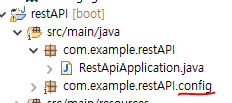 restAPI [boot]
src/main/java
com.example.restAPI
RestApiApplication.java
com.example.restAPI.config
src/main/resources